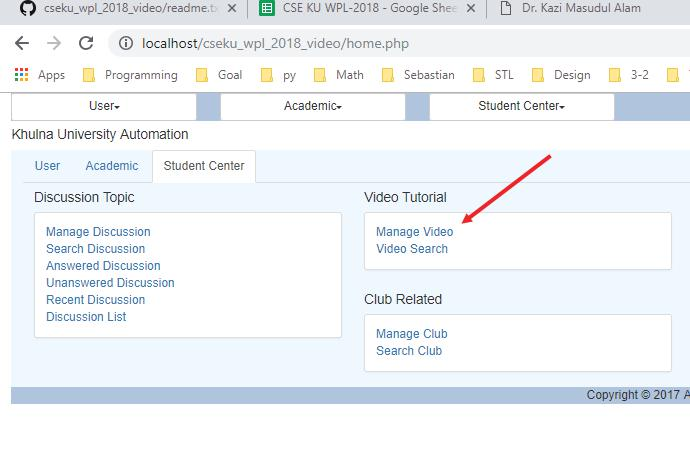 cseku_wpl_2018_video/readme.tx
CSE KU WPL-2018 - Google Shee
Dr. Kazi Masudul Alam
localhost/cseku_wpl_2018_video/home.php
Apps Programming Goal py Math Sebastian STL Design 3-2
User Academic Student Center
Khulna University Automation
User Academic Student Center
Discussion Topic
Manage Discussion
Search Discussion
Answered Discussion
Unanswered Discussion
Recent Discussion
Discussion List
Video Tutorial
Manage Video
Video Search
Club Related
Manage Club
Search Club
Copyright © 2017 A